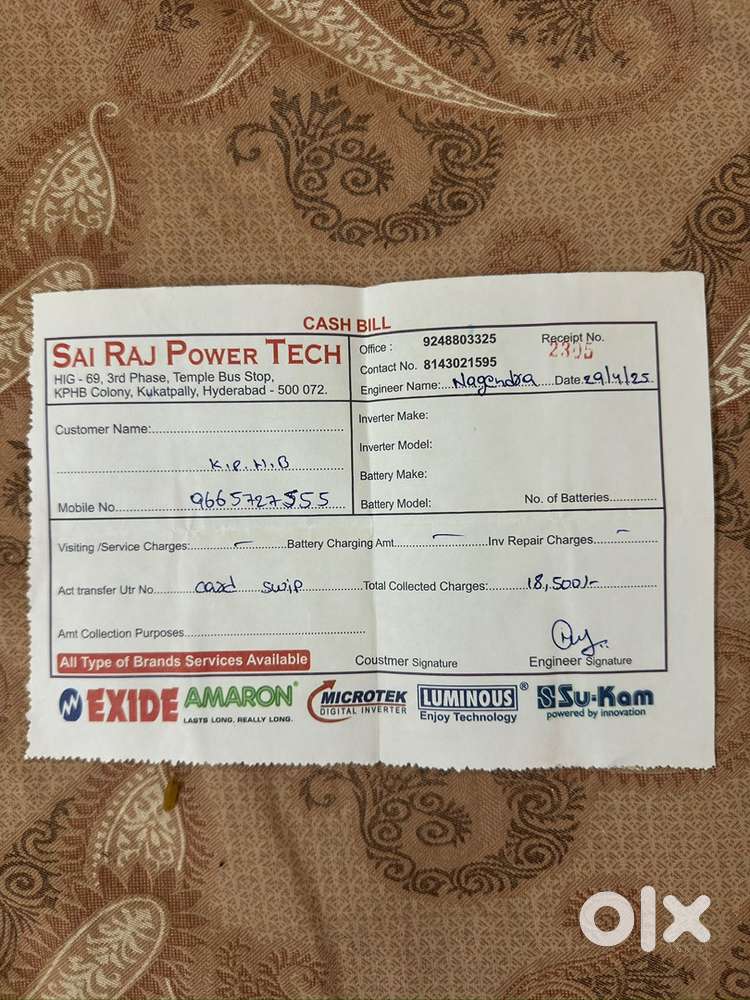 CASH BILL
SAI RAJ POWER TECH
HIG - 69, 3rd Phase, Temple Bus Stop,
KPHB Colony, Kukatpally, Hyderabad - 500 072.
Office : 9248803325
Contact No. 8143021595
Receipt No.
2305
Engineer Name:....Nagendra....Date.29/4/25
Customer Name:
K.P.H.B
Mobile No. 9665727555
Inverter Make:
Inverter Model:
Battery Make:
Battery Model: No. of Batteries
Visiting /Service Charges: — Battery Charging Amt. — Inv Repair Charges —
Act transfer Utr No. card swip Total Collected Charges: 18,500/-
Amt Collection Purposes
All Type of Brands Services Available
Coustmer Signature
Engineer Signature
EXIDE
AMARON
LASTS LONG. REALLY LONG.
MICROTEK
DIGITAL INVERTER
LUMINOUS®
Enjoy Technology
Su-Kam
powered by innovation
olx